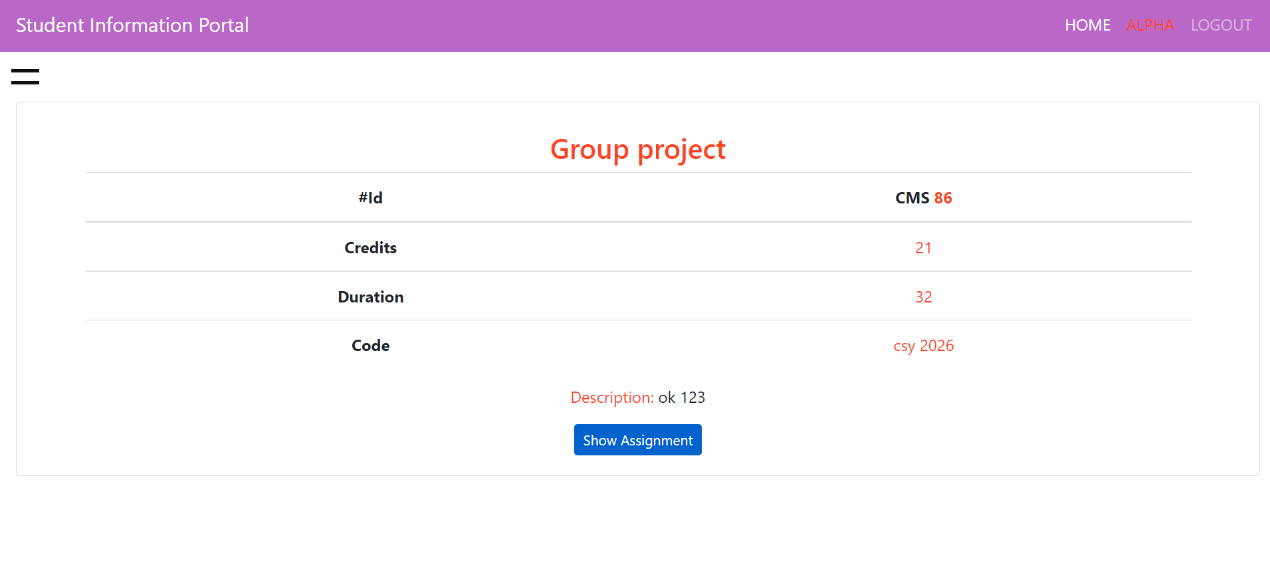 Student Information Portal HOME ALPHA LOGOUT
Group project
#Id CMS 86
Credits 21
Duration 32
Code csy 2026
Description: ok 123
Show Assignment